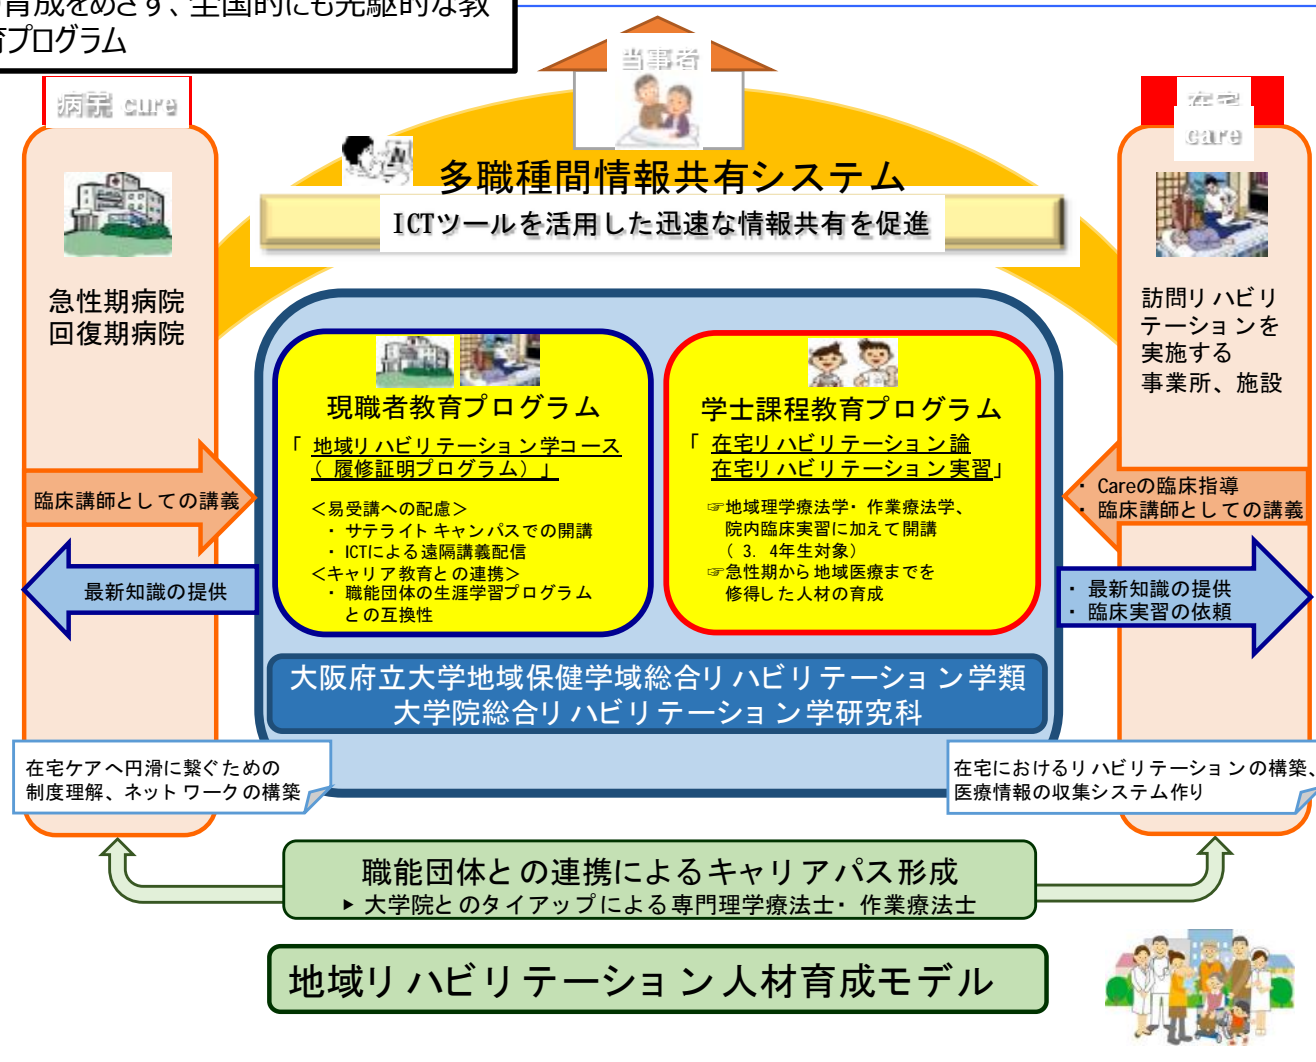 育成をめざす、全国的にも先駆的な教
育プログラム
当事者
病院 cure
在宅
care
多職種間情報共有システム
ICTツールを活用した迅速な情報共有を促進
急性期病院
回復期病院
訪問リハビリ
テーションを
実施する
事業所、施設
現職者教育プログラム
「地域リハビリテーション学コース
（履修証明プログラム）」
＜易受講への配慮＞
・サテライトキャンパスでの開講
・ICTによる遠隔講義配信
＜キャリア教育との連携＞
・職能団体の生涯学習プログラム
との互換性
学士課程教育プログラム
「在宅リハビリテーション論
在宅リハビリテーション実習」
☞地域理学療法学・作業療法学、
院内臨床実習に加えて開講
（3．4年生対象）
☞急性期から地域医療までを
修得した人材の育成
臨床講師としての講義
最新知識の提供
・Careの臨床指導
・臨床講師としての講義
・最新知識の提供
・臨床実習の依頼
大阪府立大学地域保健学域総合リハビリテーション学類
大学院総合リハビリテーション学研究科
在宅ケアへ円滑に繋ぐための
制度理解、ネットワークの構築
在宅におけるリハビリテーションの構築、
医療情報の収集システム作り
職能団体との連携によるキャリアパス形成
▶大学院とのタイアップによる専門理学療法士・作業療法士
地域リハビリテーション人材育成モデル